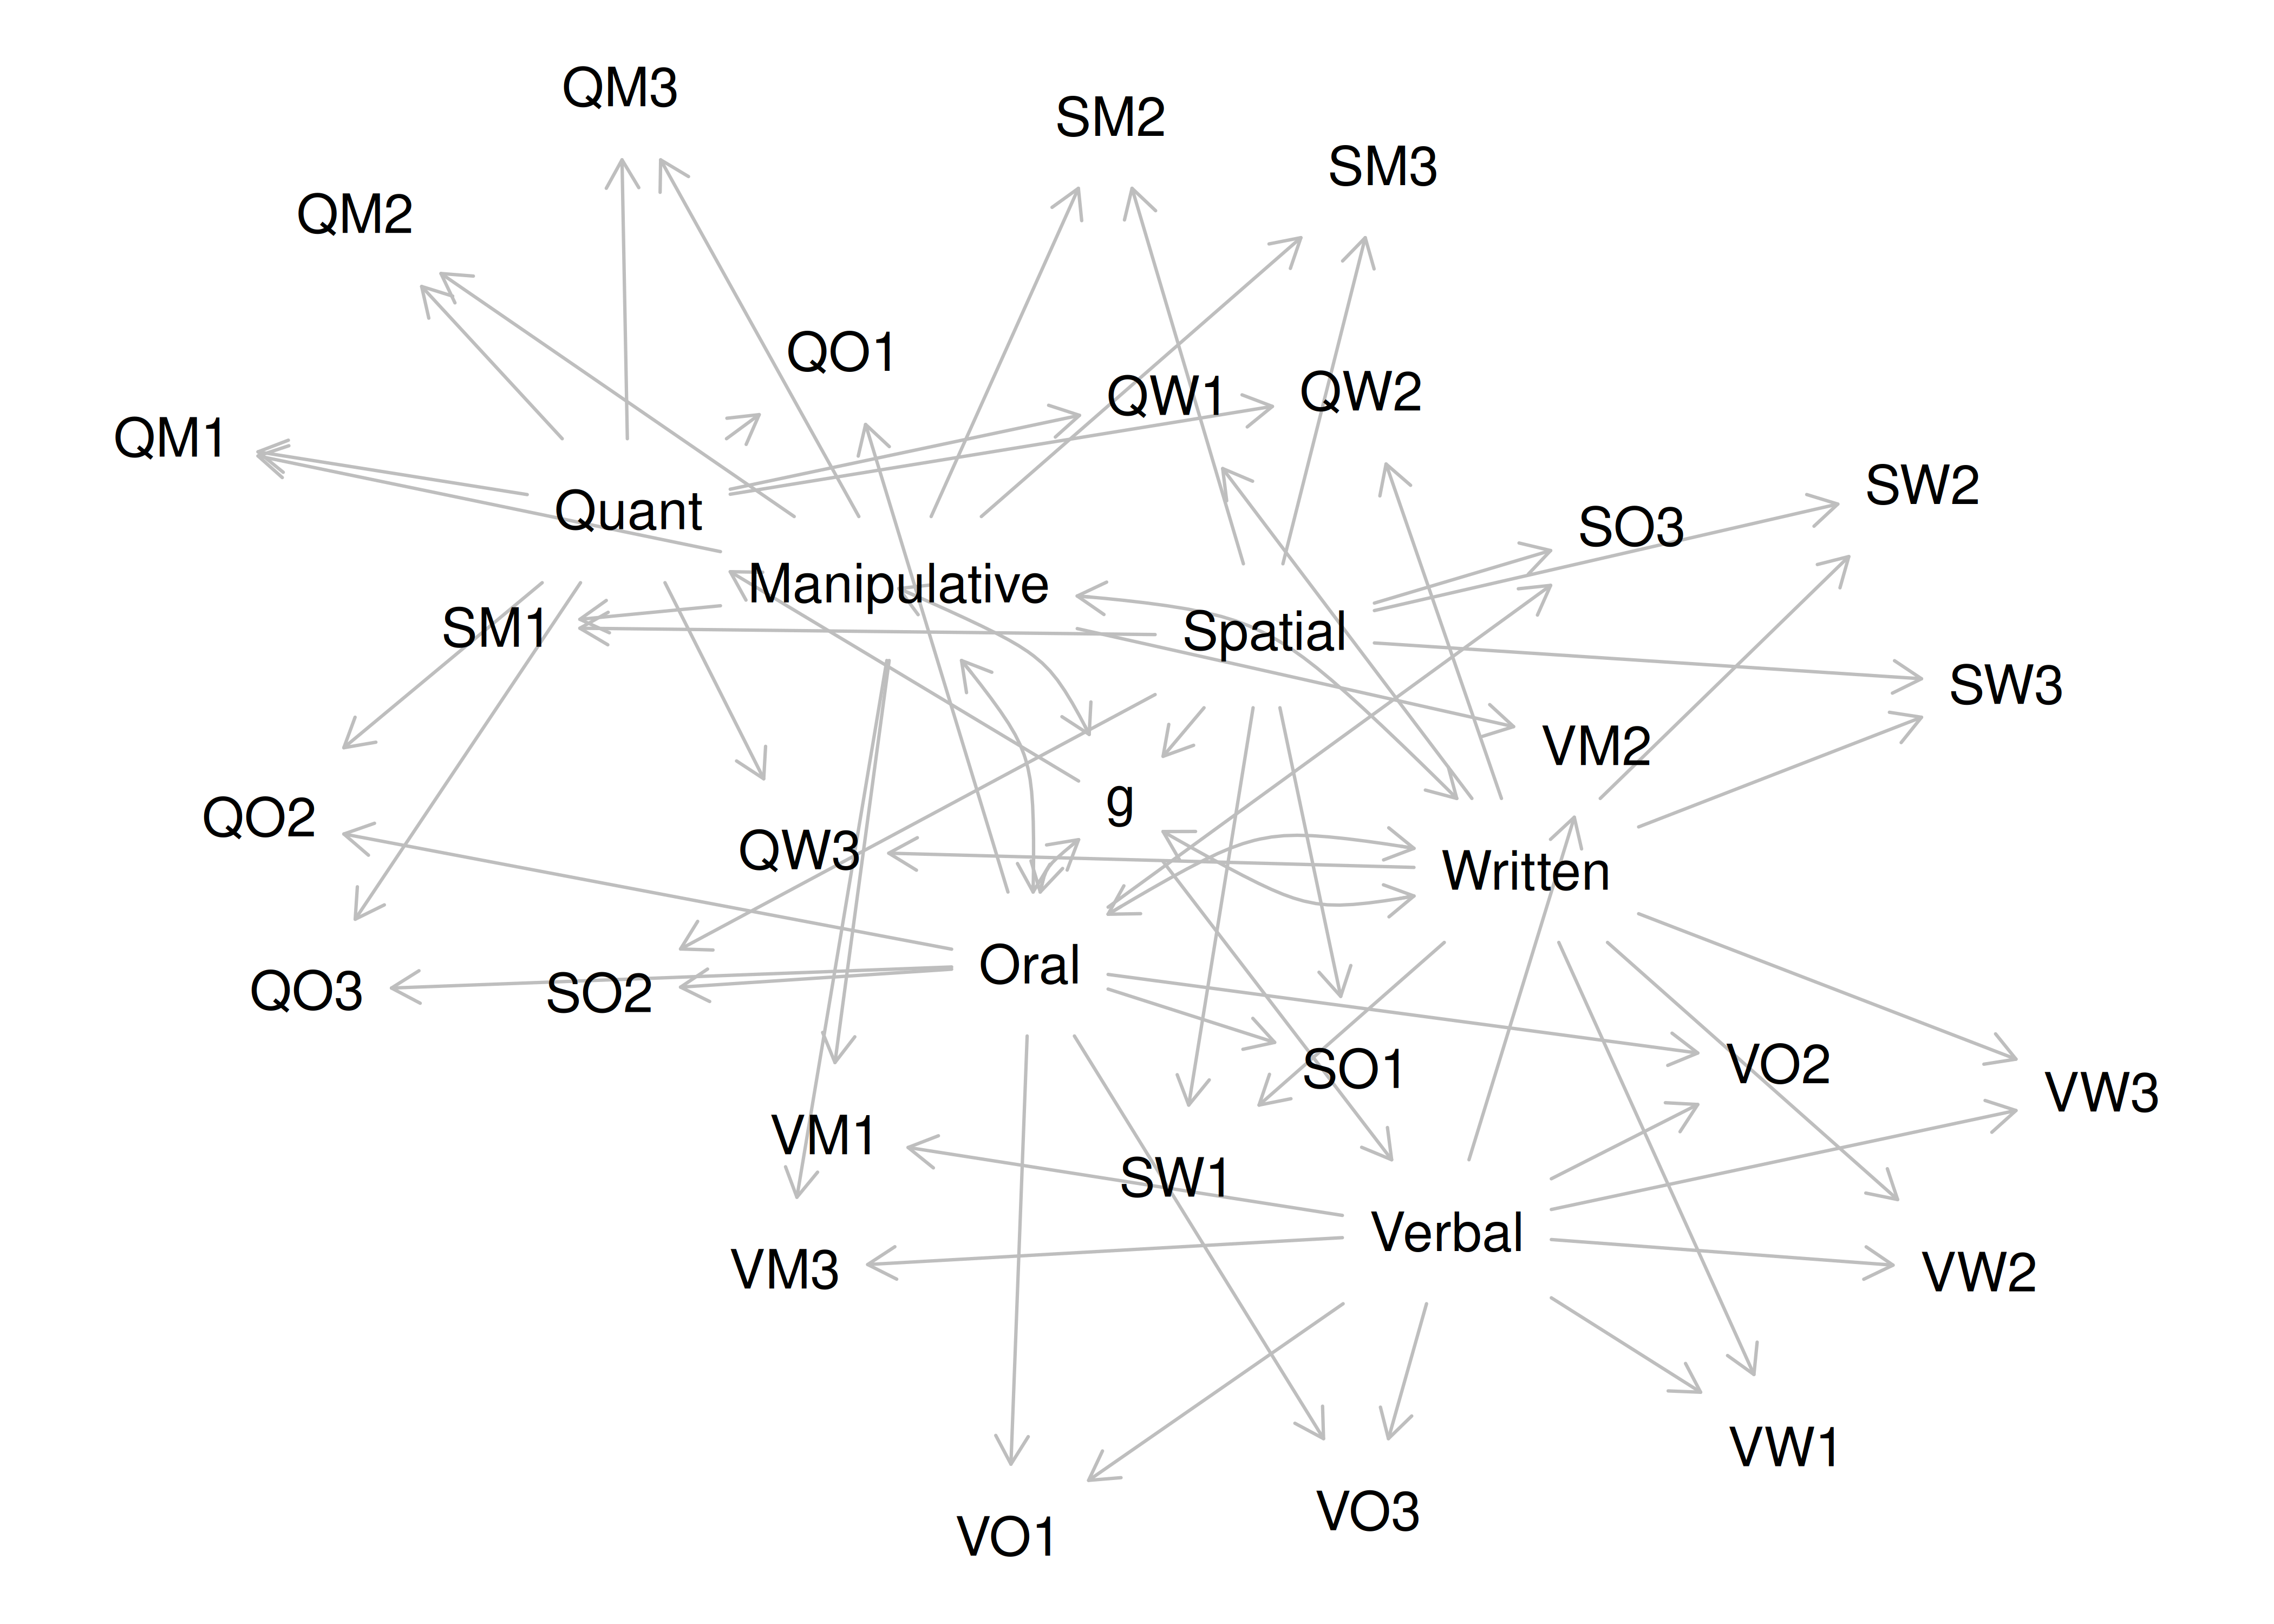 QM3
SM2
SM3
QM2
QO1
QW1
QW2
QM1
SW2
Quant
SO3
Manipulative
SM1
Spatial
SW3
VM2
g
QO2
QW3
Written
Oral
QO3
SO2
SO1
VO2
VW3
VM1
SW1
Verbal
VM3
VW2
VW1
VO3
VO1